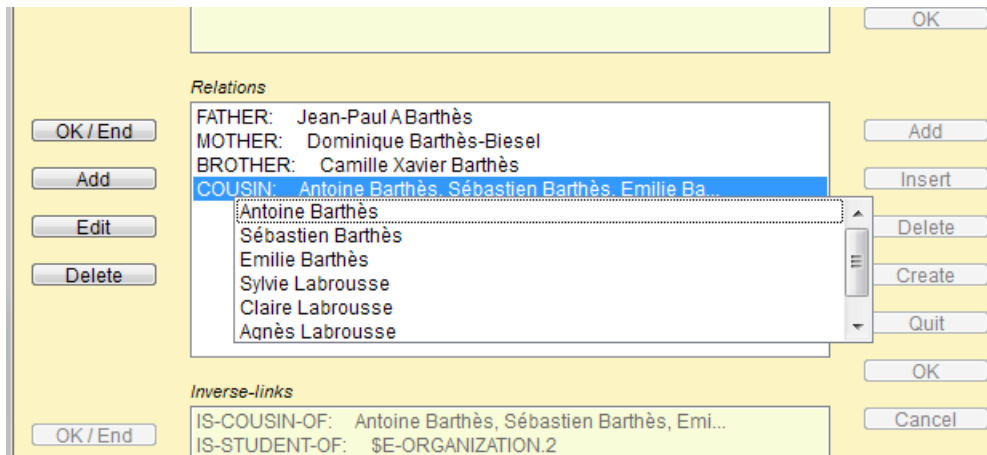 OK
Relations
FATHER: Jean-Paul A Barthès
OK / End
Add
MOTHER: Dominique Barthès-Biesel
BROTHER: Camille Xavier Barthès
Add
Insert
COUSIN: Antoine Barthès, Sébastien Barthès, Emilie Ba...
Antoine Barthès
Edit
Delete
Sébastien Barthès
Emilie Barthès
Delete
Create
Sylvie Labrousse
Claire Labrousse
Quit
Agnès Labrousse
OK
Inverse-links
IS-COUSIN-OF: Antoine Barthès, Sébastien Barthès, Emi...
Cancel
OK / End
IS-STUDENT-OF: $E-ORGANIZATION.2